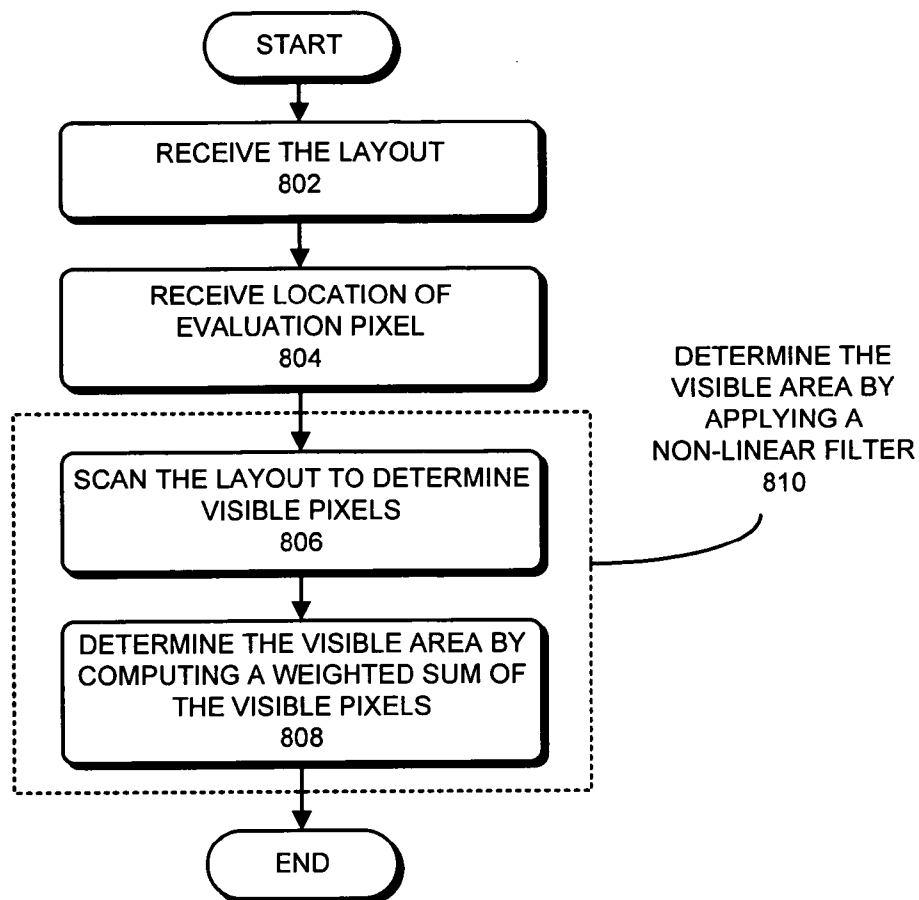 START
RECEIVE THE LAYOUT
802
RECEIVE LOCATION OF
EVALUATION PIXEL
804
DETERMINE THE
VISIBLE AREA BY
APPLYING A
NON-LINEAR FILTER
810
SCAN THE LAYOUT TO DETERMINE
VISIBLE PIXELS
806
DETERMINE THE VISIBLE AREA BY
COMPUTING A WEIGHTED SUM OF
THE VISIBLE PIXELS
808
END